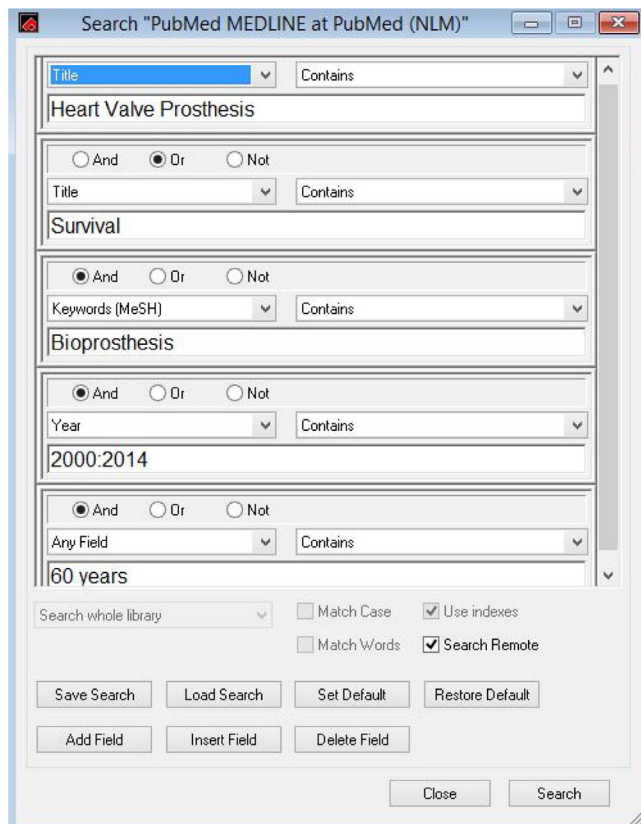 Search "PubMed MEDLINE at PubMed (NLM)"
Title Contains
Heart Valve Prosthesis
And Or Not
Title Contains
Survival
And Or Not
Keywords (MeSH) Contains
Bioprosthesis
And Or Not
Year Contains
2000:2014
And Or Not
Any Field Contains
60 years
Search whole library Match Case Use indexes
Match Words Search Remote
Save Search Load Search Set Default Restore Default
Add Field Insert Field Delete Field
Close Search